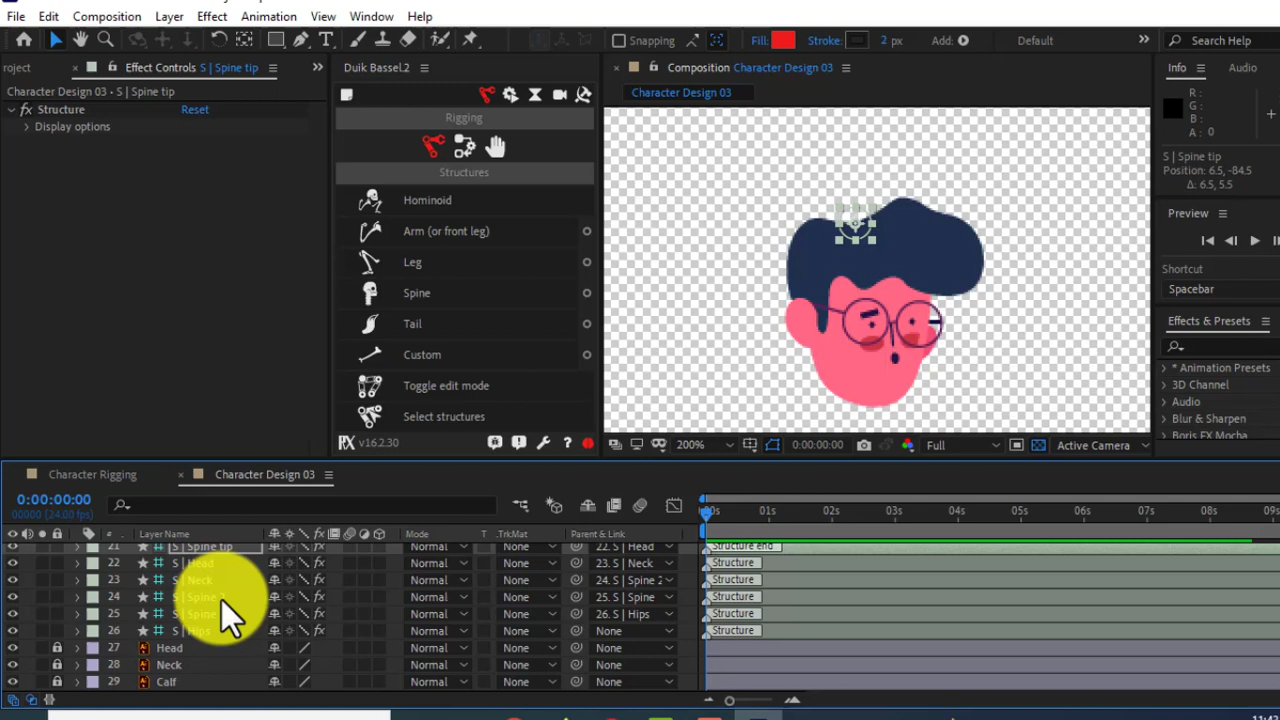 File Edit Composition Layer Effect Animation View Window Help
Snapping Fill: Stroke: 2 px Add: Default Search Help
roject Effect Controls S | Spine tip
Character Design 03 • S | Spine tip
fx Structure Reset
Display options
Duik Bassel.2
Rigging
Structures
Hominoid
Arm (or front leg)
Leg
Spine
Tail
Custom
Toggle edit mode
Select structures
v16.2.30
Composition Character Design 03
Character Design 03
200% 0:00:00:00 Full Active Camera
Info Audio
R :
G :
B :
A : 0
S | Spine tip
Position: 6.5, -84.5
Δ: 6.5, 5.5
Preview
Shortcut
Spacebar
Effects & Presets
* Animation Presets
3D Channel
Audio
Blur & Sharpen
Boris FX Mocha
Character Rigging Character Design 03
0:00:00:00
00000 (24.00 fps)
# Layer Name Mode T .TrkMat Parent & Link
:00s 01s 02s 03s 04s 05s 06s 07s 08s 09s
21 S | Spine tip Normal None 22. S | Head Structure end
22 S | Head Normal None 23. S | Neck Structure
23 S | Neck Normal None 24. S | Spine 2 Structure
24 S | Spine 2 Normal None 25. S | Spine Structure
25 S | Spine Normal None 26. S | Hips Structure
26 S | Hips Normal None None Structure
27 Head Normal None None
28 Neck Normal None None
29 Calf Normal None None